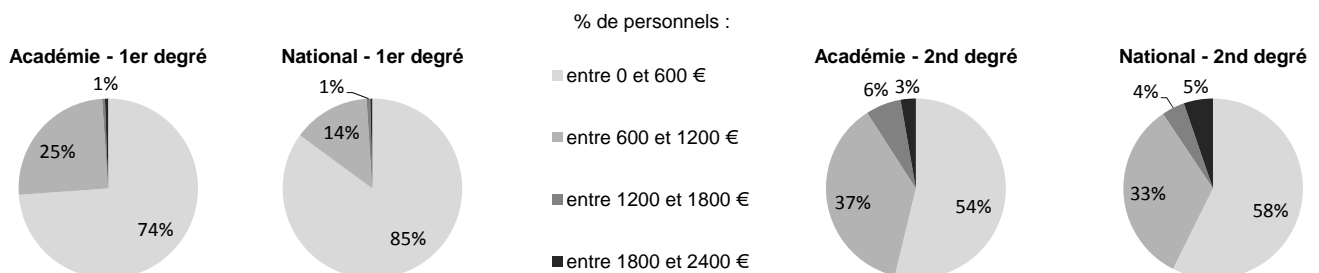 % de personnels :
Académie - 1er degré
1%
25%
74%
National - 1er degré
1%
14%
85%
entre 0 et 600 €
entre 600 et 1200 €
entre 1200 et 1800 €
entre 1800 et 2400 €
Académie - 2nd degré
6%
3%
37%
54%
National - 2nd degré
4%
5%
33%
58%